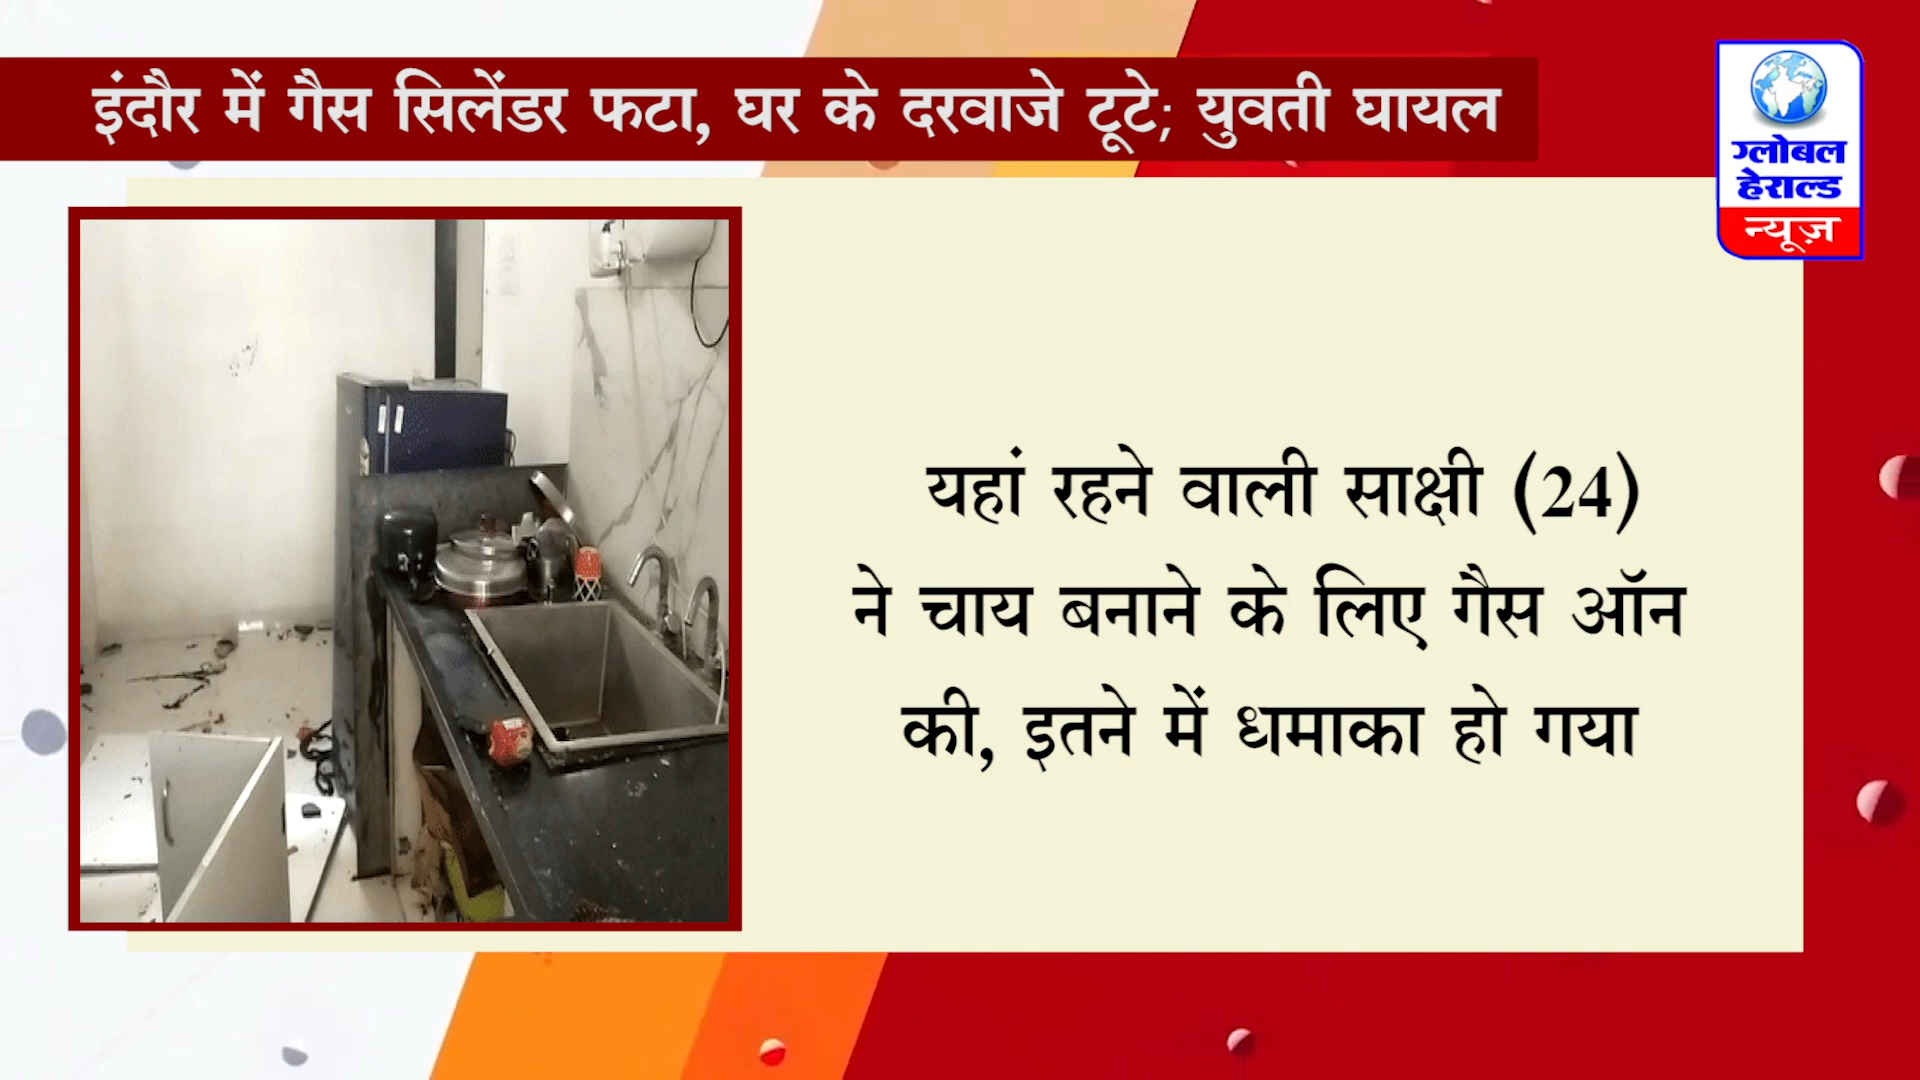 इंदौर में गैस सिलेंडर फटा, घर के दरवाजे टूटे; युवती घायल
ग्लोबल
हेराल्ड
न्यूज़
यहां रहने वाली साक्षी (24)
ने चाय बनाने के लिए गैस ऑन
की, इतने में धमाका हो गया